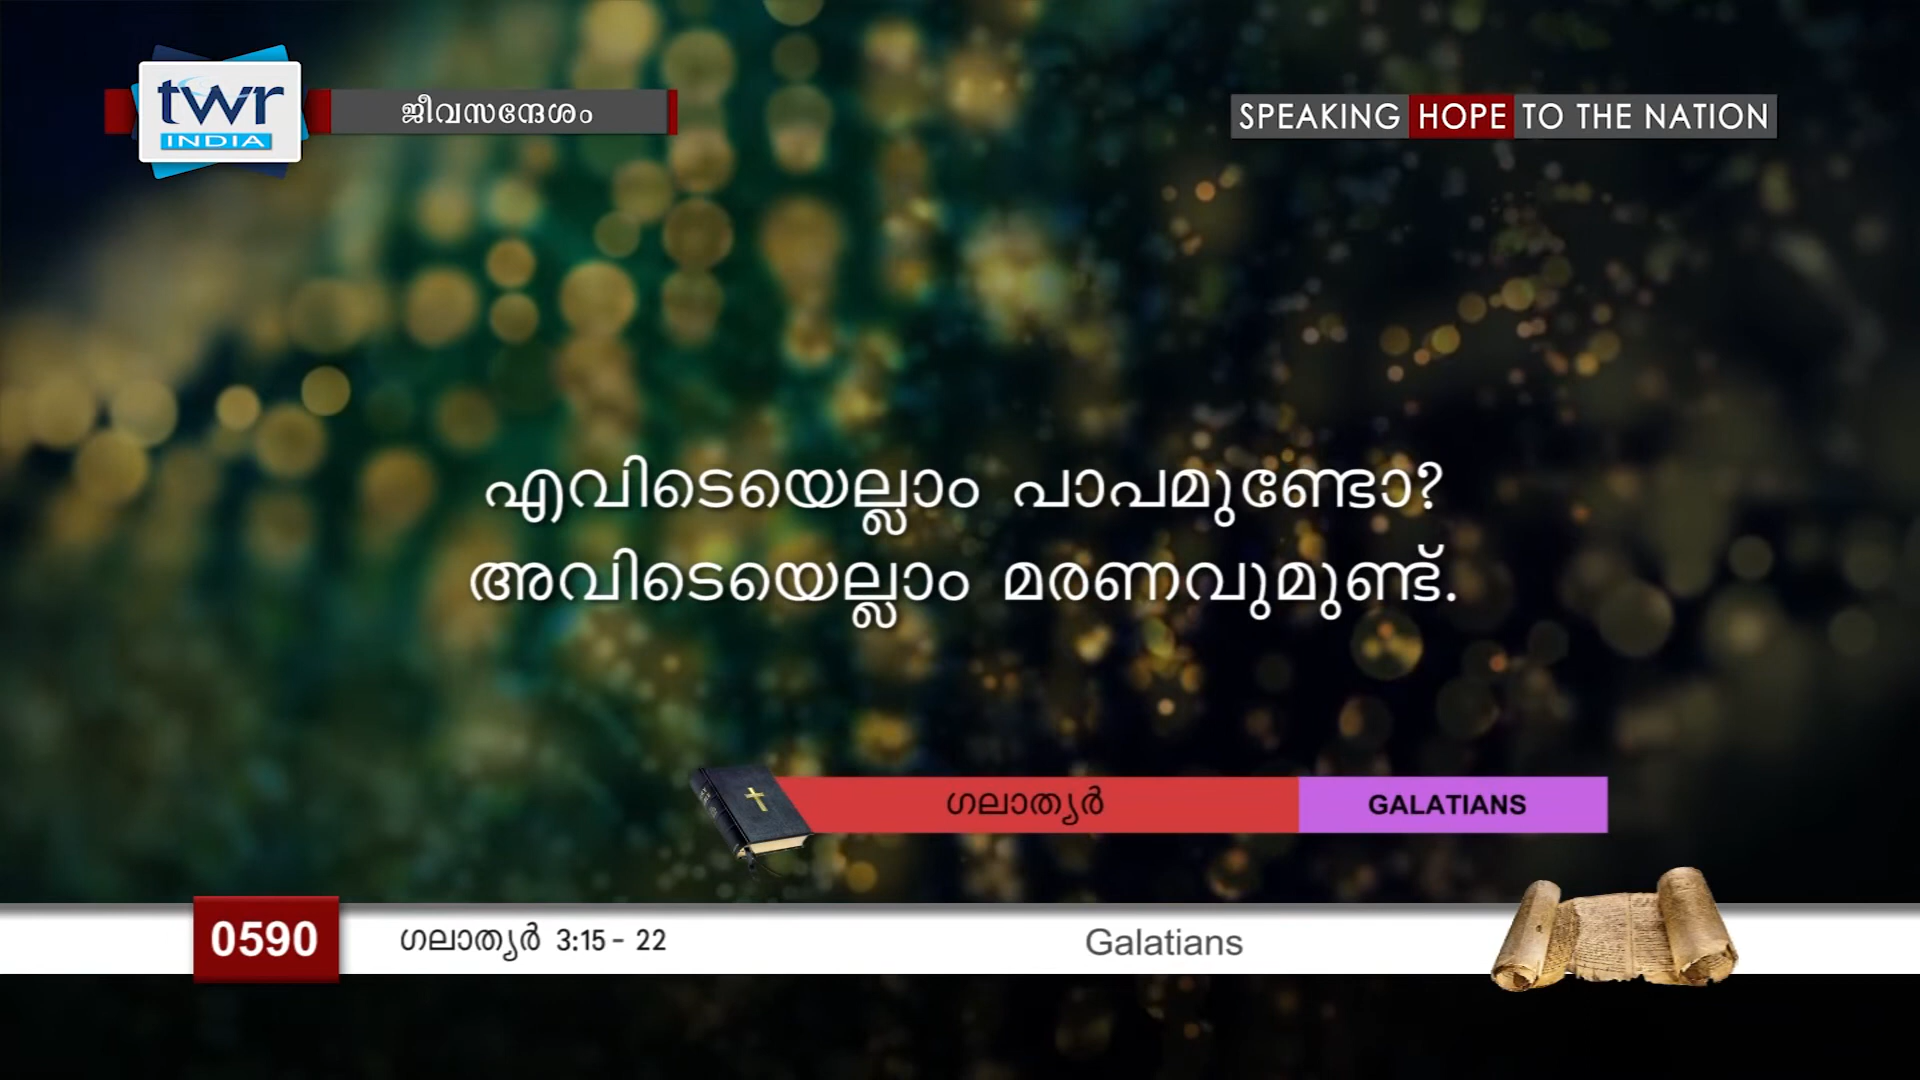 twr
INDIA
ജീവസന്ദേശം
SPEAKING HOPE TO THE NATION
എവിടെയെല്ലാം പാപമുണ്ടോ?
അവിടെയെല്ലാം മരണവുമുണ്ട്.
ഗലാത്യർ
GALATIANS
0590
ഗലാത്യർ 3:15 - 22
Galatians